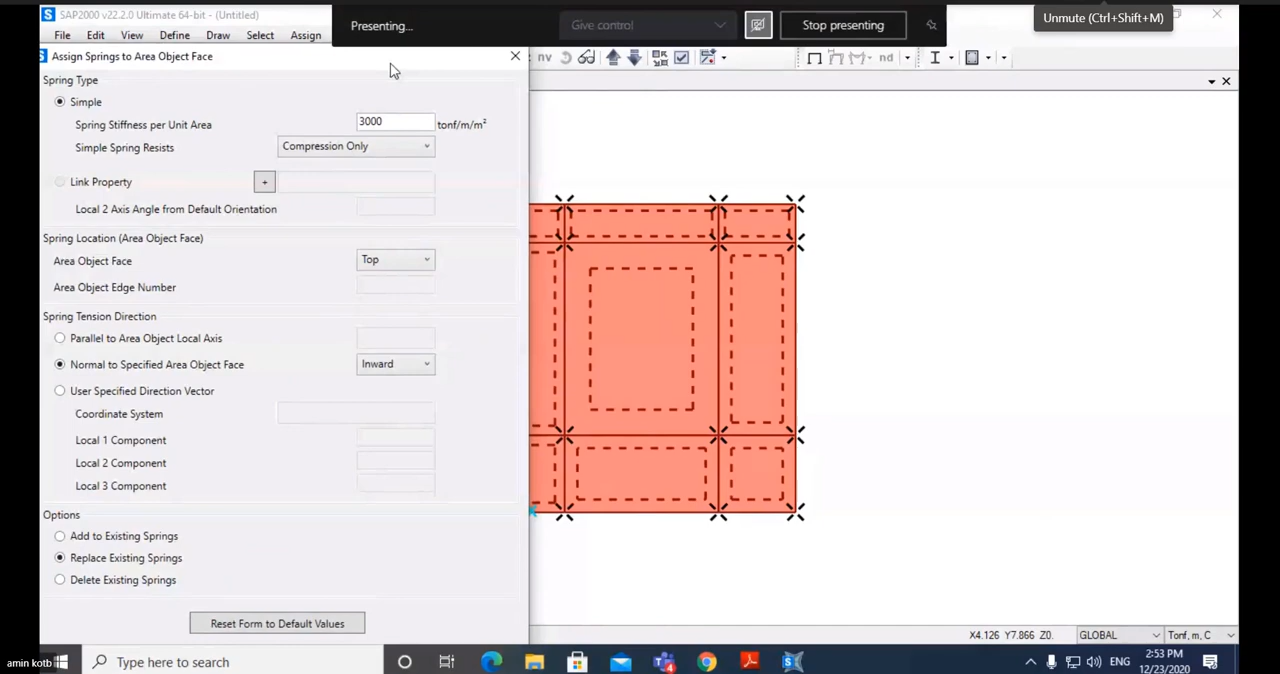 SAP2000 v22.2.0 Ultimate 64-bit - (Untitled)
Presenting...
Give control
Stop presenting
Unmute (Ctrl+Shift+M)
File Edit View Define Draw Select Assign
Assign Springs to Area Object Face
nv
nd
Spring Type
Simple
Spring Stiffness per Unit Area 3000 tonf/m/m²
Simple Spring Resists Compression Only
Link Property +
Local 2 Axis Angle from Default Orientation
Spring Location (Area Object Face)
Area Object Face Top
Area Object Edge Number
Spring Tension Direction
Parallel to Area Object Local Axis
Normal to Specified Area Object Face Inward
User Specified Direction Vector
Coordinate System
Local 1 Component
Local 2 Component
Local 3 Component
Options
Add to Existing Springs
Replace Existing Springs
Delete Existing Springs
Reset Form to Default Values
X4.126 Y7.866 Z0.
GLOBAL
Tonf, m, C
amin kotb
Type here to search
ENG
2:53 PM
12/23/2020